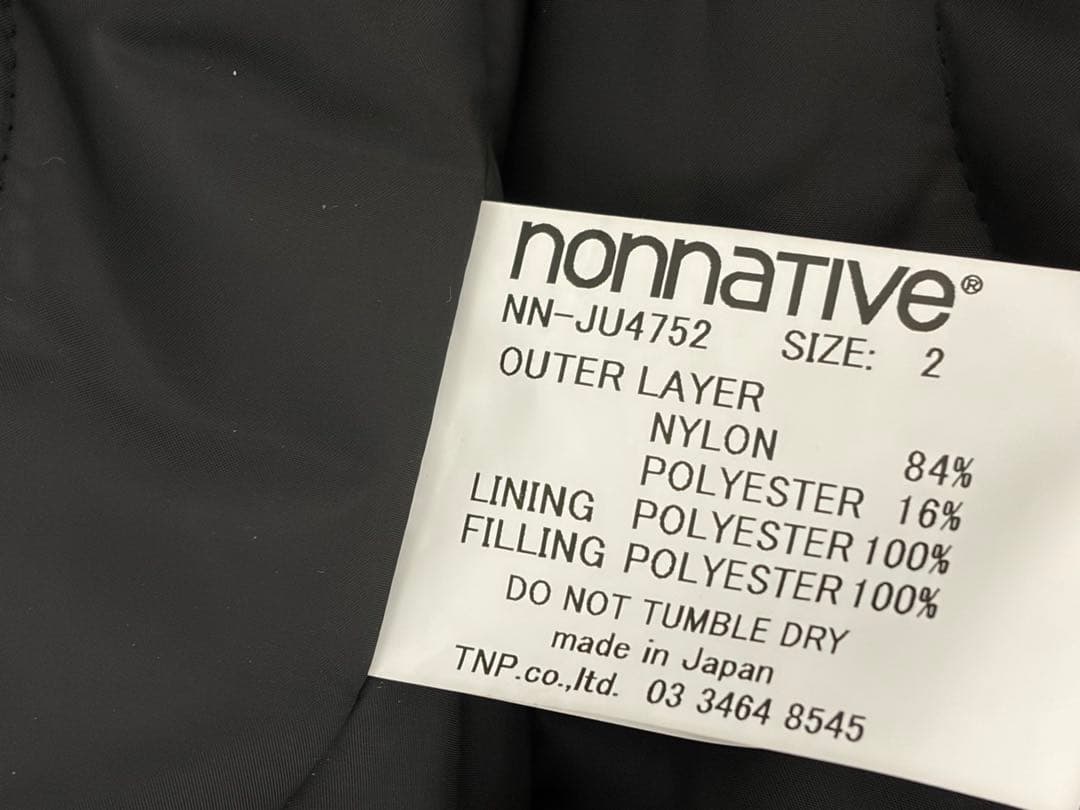 nonnaTIVe®
NN-JU4752 SIZE: 2
OUTER LAYER
NYLON 84%
POLYESTER 16%
LINING POLYESTER 100%
FILLING POLYESTER 100%
DO NOT TUMBLE DRY
made in Japan
TNP.co.,ltd. 03 3464 8545